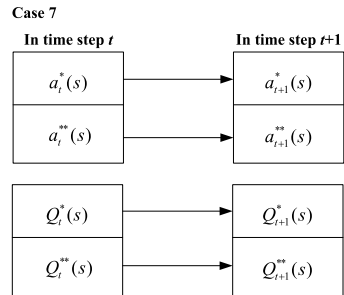 Case 7
In time step t In time step t+1
a*ₜ(s) a*ₜ₊₁(s)
a**ₜ(s) a**ₜ₊₁(s)
Q*ₜ(s) Q*ₜ₊₁(s)
Q**ₜ(s) Q**ₜ₊₁(s)